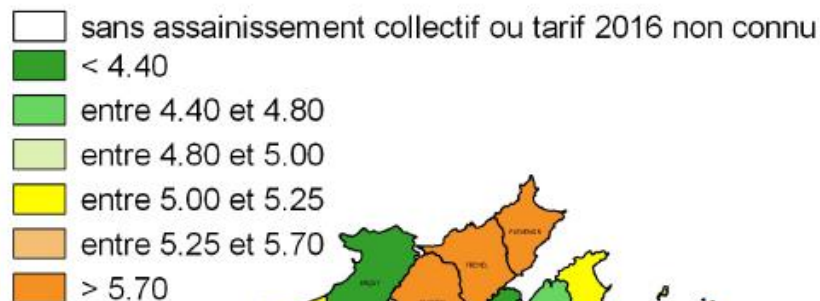 sans assainissement collectif ou tarif 2016 non connu
< 4.40
entre 4.40 et 4.80
entre 4.80 et 5.00
entre 5.00 et 5.25
entre 5.25 et 5.70
> 5.70